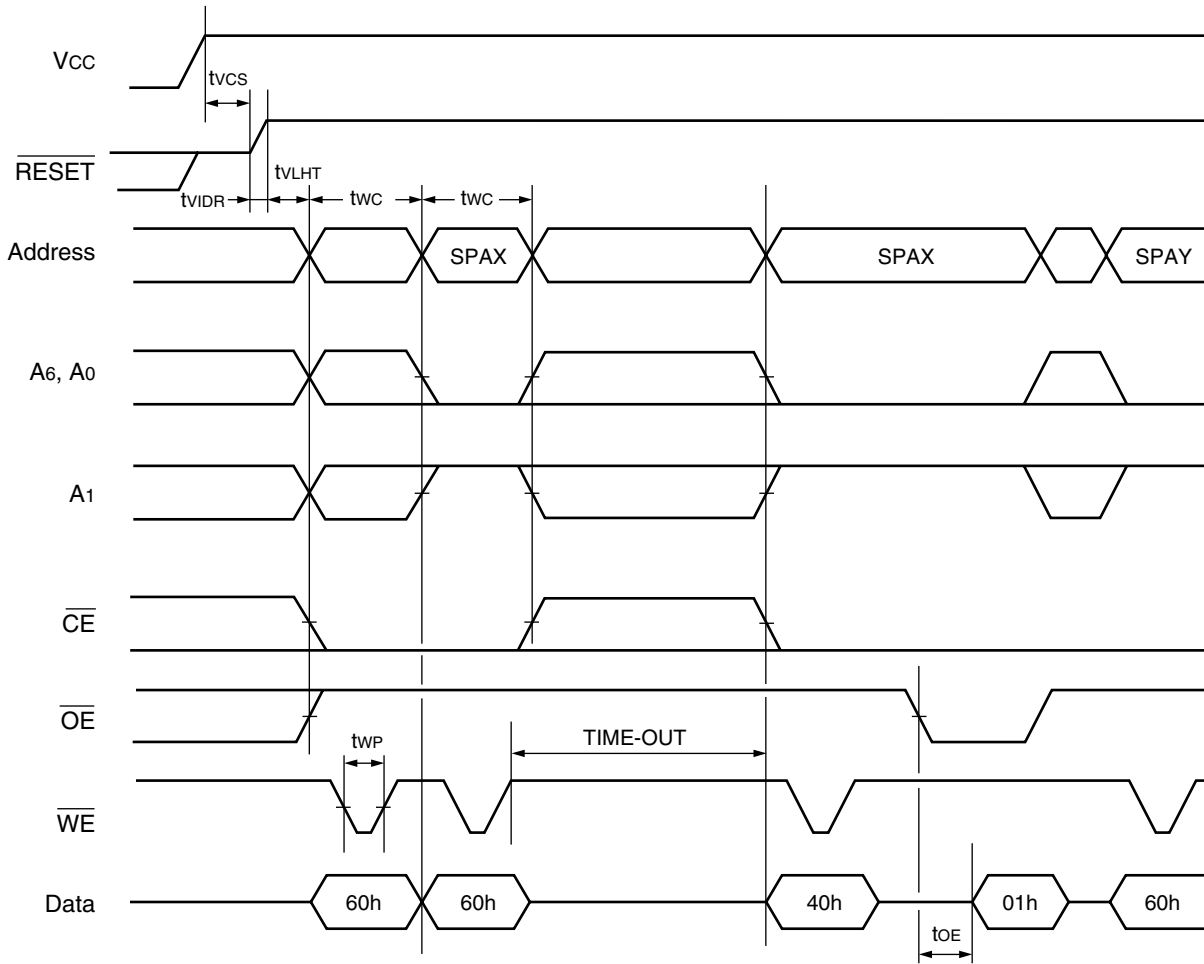 VCC
tVCS
RESET
tVLHT
tVIDR
tWC
tWC
Address
SPAX
SPAX
SPAY
A6, A0
A1
CE
OE
TIME-OUT
tWP
WE
Data
60h
60h
40h
01h
60h
tOE